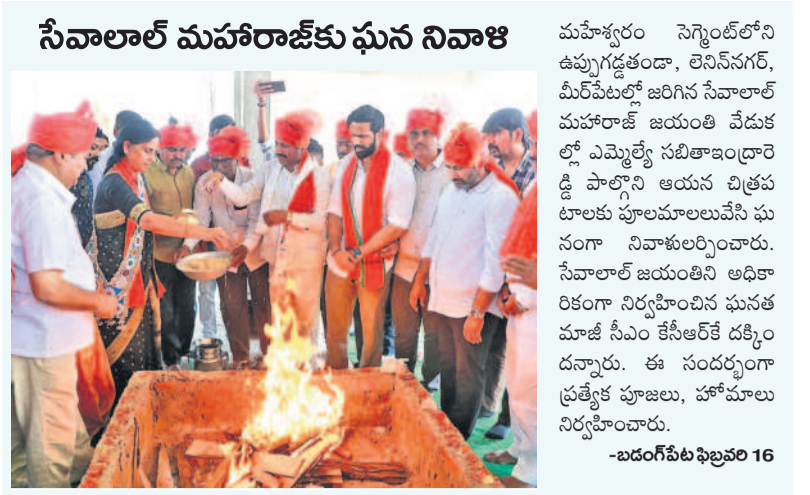 సేవాలాల్ మహారాజ్‌కు ఘన నివాళి
మహేశ్వరం సెగ్మెంట్‌లోని
ఉప్పుగడ్డతండా, లెనిన్‌నగర్,
మీర్‌పేటల్లో జరిగిన సేవాలాల్
మహారాజ్ జయంతి వేడుక
ల్లో ఎమ్మెల్యే సబితాఇంద్రారె
డ్డి పాల్గొని ఆయన చిత్రప
టాలకు పూలమాలలువేసి ఘ
నంగా నివాళులర్పించారు.
సేవాలాల్ జయంతిని అధికా
రికంగా నిర్వహించిన ఘనత
మాజీ సీఎం కేసీఆర్‌కే దక్కిం
దన్నారు. ఈ సందర్భంగా
ప్రత్యేక పూజలు, హోమాలు
నిర్వహించారు.
-బడంగ్‌పేట ఫిబ్రవరి 16